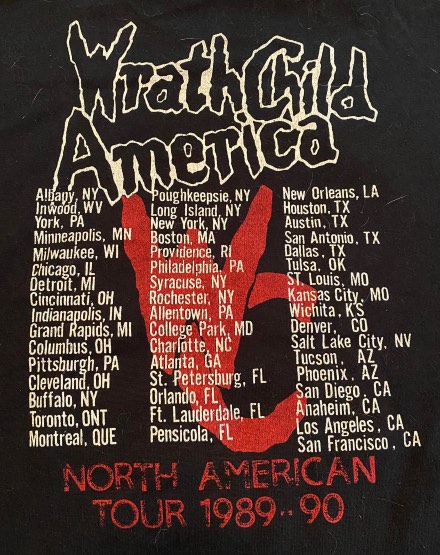 Wrath Child
America
Albany, NY
Inwood, WV
York, PA
Minneapolis, MN
Milwaukee, WI
Chicago, IL
Detroit, MI
Cincinnati, OH
Indianapolis, IN
Grand Rapids, MI
Columbus, OH
Pittsburgh, PA
Cleveland, OH
Buffalo, NY
Toronto, ONT
Montreal, QUE
Poughkeepsie, NY
Long Island, NY
New York, NY
Boston, MA
Providence, RI
Philadelphia, PA
Syracuse, NY
Rochester, NY
Allentown, PA
College Park, MD
Charlotte, NC
Atlanta, GA
St. Petersburg, FL
Orlando, FL
Ft. Lauderdale, FL
Pensicola, FL
New Orleans, LA
Houston, TX
Austin, TX
San Antonio, TX
Dallas, TX
Tulsa, OK
ST. Louis, MO
Kansas City, MO
Wichita, KS
Denver, CO
Salt Lake City, NV
Tucson, AZ
Phoenix, AZ
San Diego, CA
Anaheim, CA
Los Angeles, CA
San Francisco, CA
NORTH AMERICAN
TOUR 1989..90